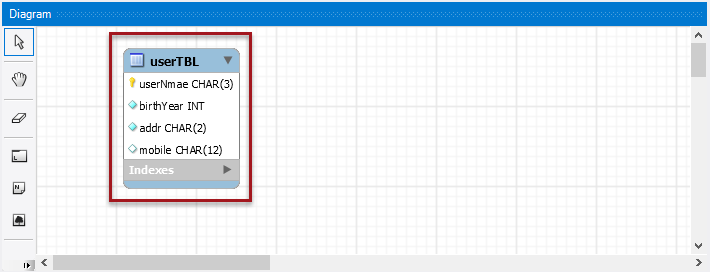 Diagram
userTBL
userNmae CHAR(3)
birthYear INT
addr CHAR(2)
mobile CHAR(12)
Indexes